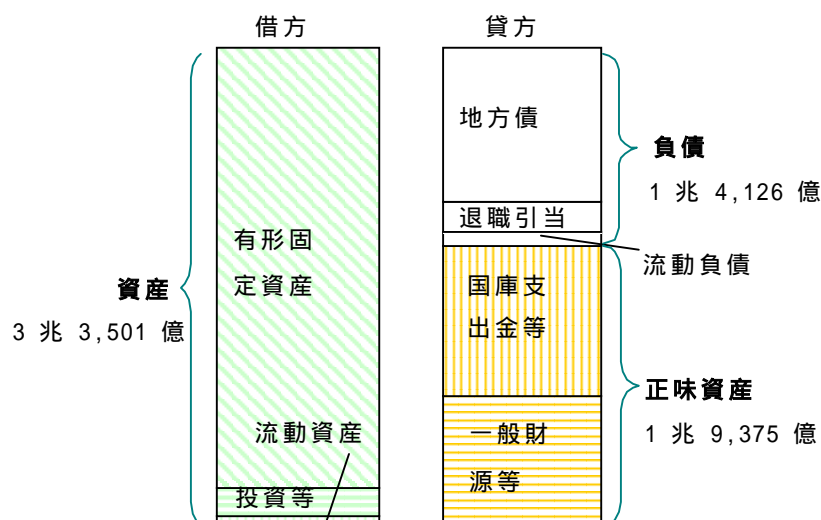 借方
貸方
地方債
負債
1 兆 4,126 億
退職引当
流動負債
有形固
定資産
資産
3 兆 3,501 億
国庫支
出金等
正味資産
1 兆 9,375 億
流動資産
一般財
源等
投資等